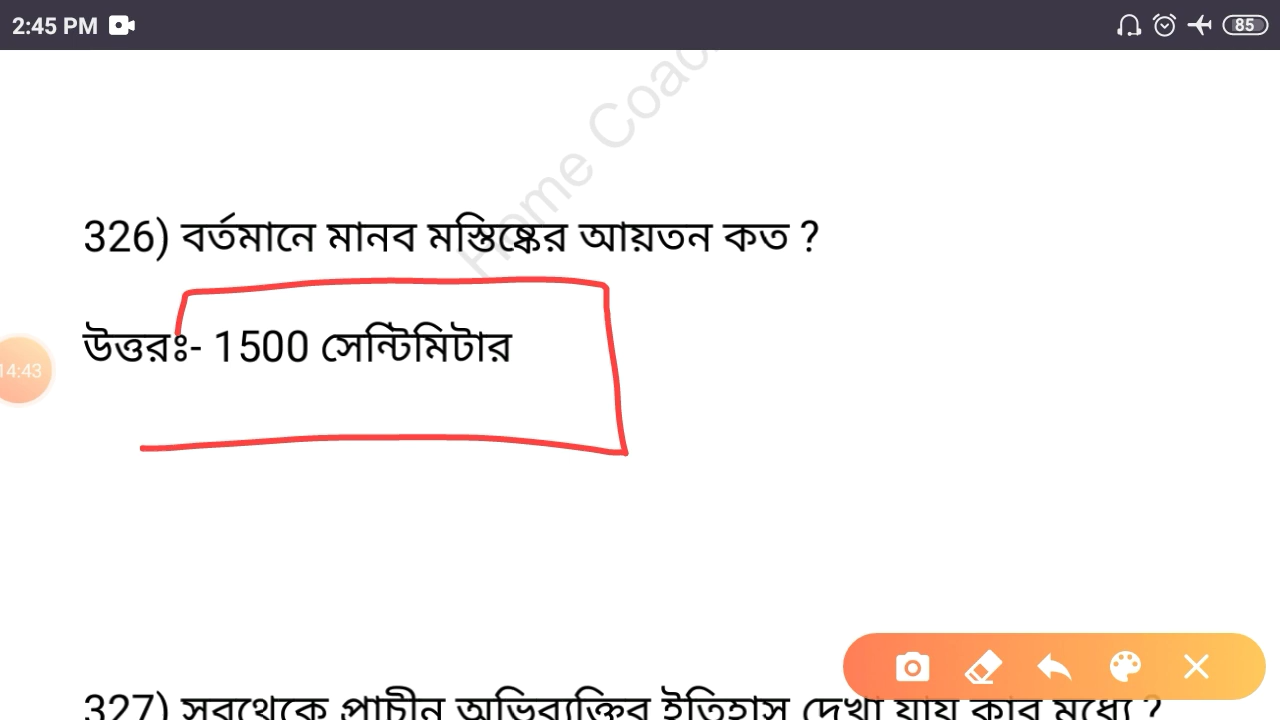 2:45 PM
85
Home Coac
326) বর্তমানে মানব মস্তিষ্কের আয়তন কত ?
উত্তরঃ- 1500 সেন্টিমিটার
14:43
327) সবথেকে প্রাচীন অভিব্যক্তির ইতিহাস দেখা যায় কার মধ্যে ?